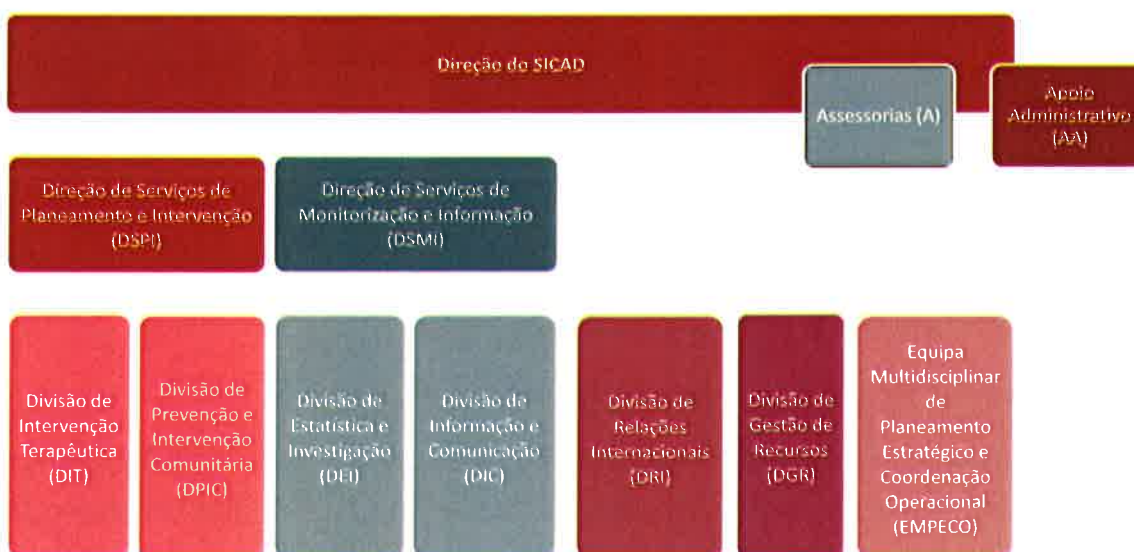 Direção do SICAD
Assessorias (A)
Apoio
Administrativo
(AA)
Direção de Serviços de
Planeamento e Intervenção
(DSPI)
Direção de Serviços de
Monitorização e Informação
(DSMI)
Divisão de
Intervenção
Terapêutica
(DIT)
Divisão de
Prevenção e
Intervenção
Comunitária
(DPIC)
Divisão de
Estatística e
Investigação
(DEI)
Divisão de
Informação e
Comunicação
(DIC)
Divisão de
Relações
Internacionais
(DRI)
Divisão de
Gestão de
Recursos
(DGR)
Equipa
Multidisciplinar
de
Planeamento
Estratégico e
Coordenação
Operacional
(EMPECO)